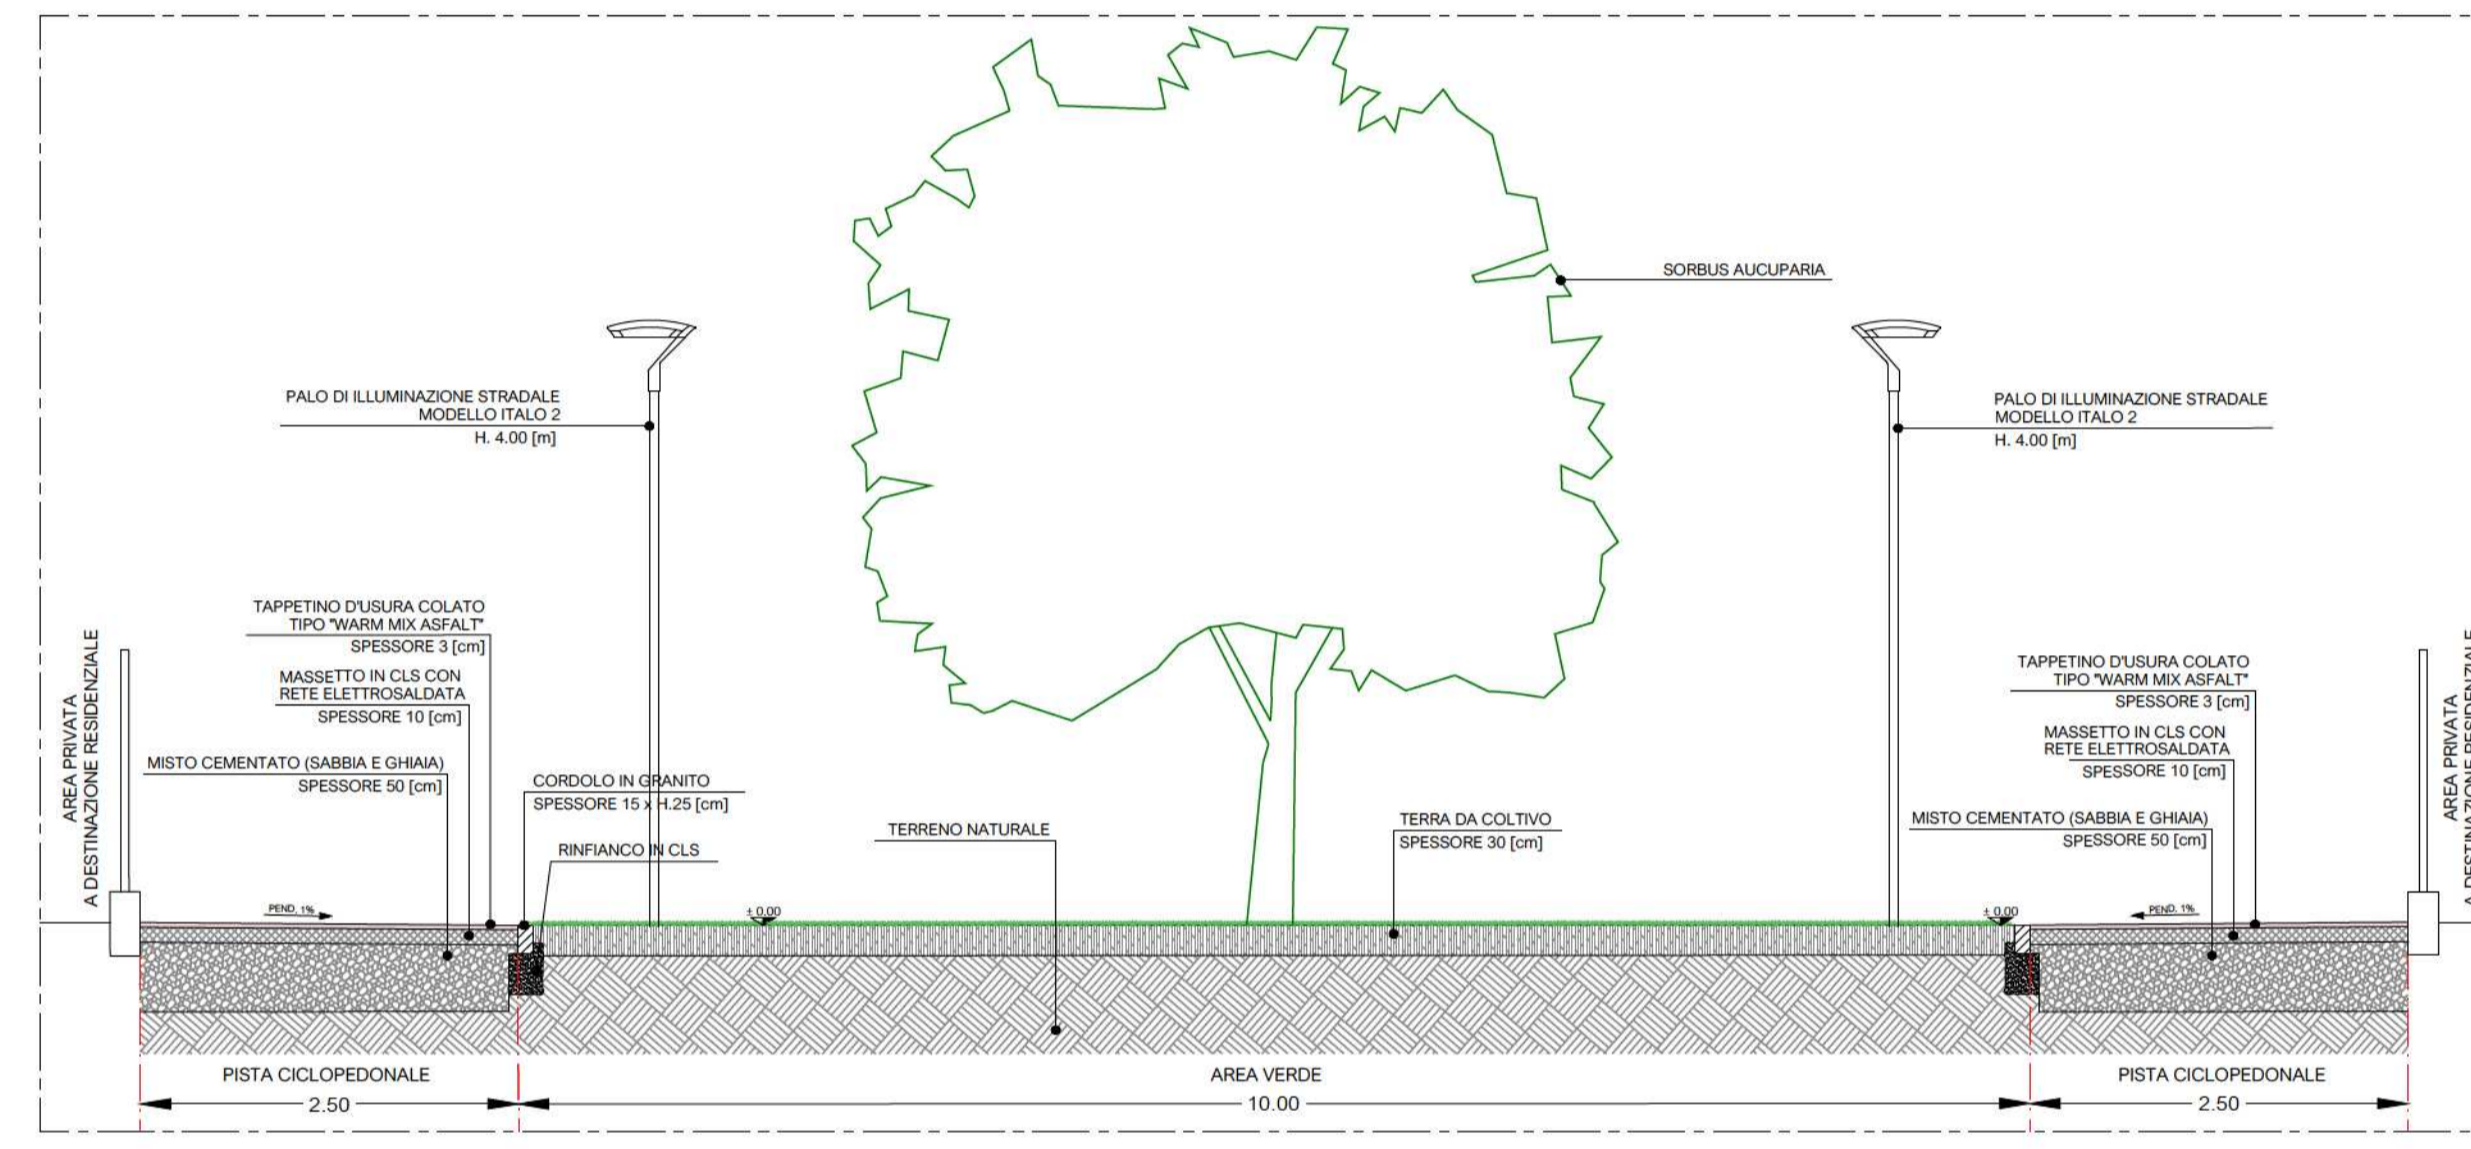 SORBUS AUCUPARIA
PALO DI ILLUMINAZIONE STRADALE
MODELLO ITALO 2
H. 4.00 [m]
PALO DI ILLUMINAZIONE STRADALE
MODELLO ITALO 2
H. 4.00 [m]
AREA PRIVATA
A DESTINAZIONE RESIDENZIALE
TAPPETINO D'USURA COLATO
TIPO "WARM MIX ASFALT"
SPESSORE 3 [cm]
MASSETTO IN CLS CON
RETE ELETTROSALDATA
SPESSORE 10 [cm]
MISTO CEMENTATO (SABBIA E GHIAIA)
SPESSORE 50 [cm]
CORDOLO IN GRANITO
SPESSORE 15 x H.25 [cm]
RINFIANCO IN CLS
TERRENO NATURALE
TERRA DA COLTIVO
SPESSORE 30 [cm]
TAPPETINO D'USURA COLATO
TIPO "WARM MIX ASFALT"
SPESSORE 3 [cm]
MASSETTO IN CLS CON
RETE ELETTROSALDATA
SPESSORE 10 [cm]
MISTO CEMENTATO (SABBIA E GHIAIA)
SPESSORE 50 [cm]
AREA PRIVATA
A DESTINAZIONE RESIDENZIALE
PEND. 1%
± 0.00
± 0.00
PEND. 1%
PISTA CICLOPEDONALE
AREA VERDE
PISTA CICLOPEDONALE
2.50
10.00
2.50